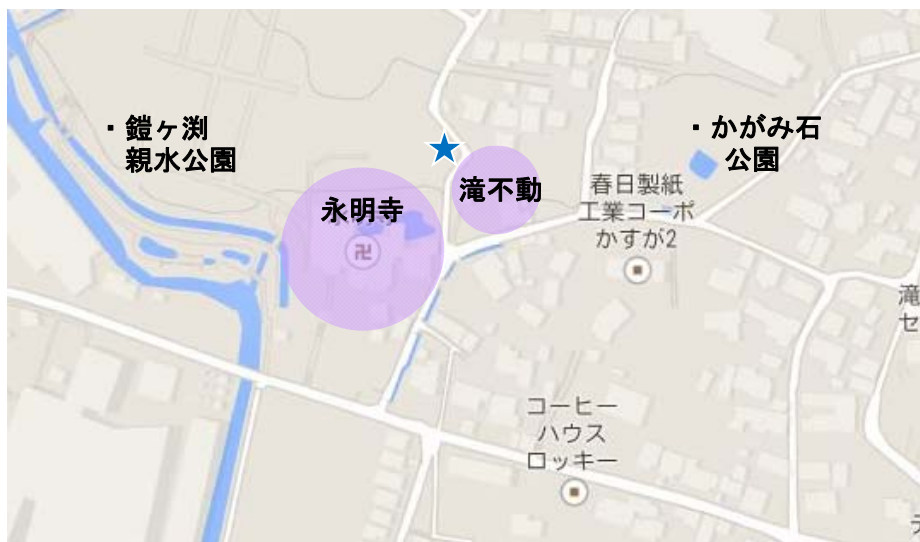 ・鎧ヶ渕
親水公園
・かがみ石
公園
永明寺
滝不動
春日製紙
工業コーポ
かすが2
卍
滝
セ
コーヒー
ハウス
ロッキー